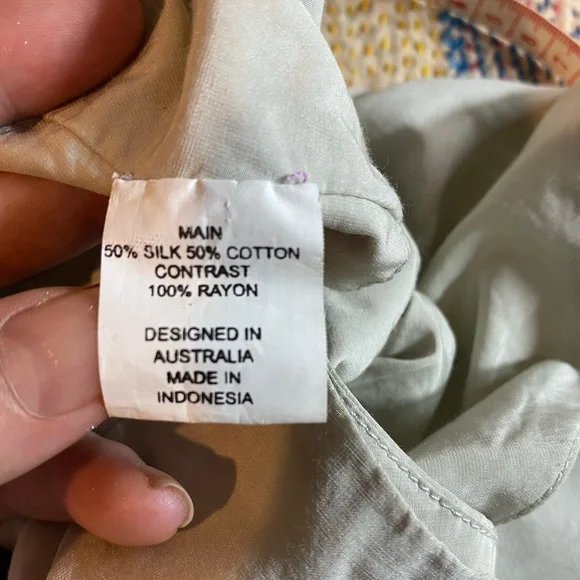 MAIN
50% SILK 50% COTTON
CONTRAST
100% RAYON
DESIGNED IN
AUSTRALIA
MADE IN
INDONESIA